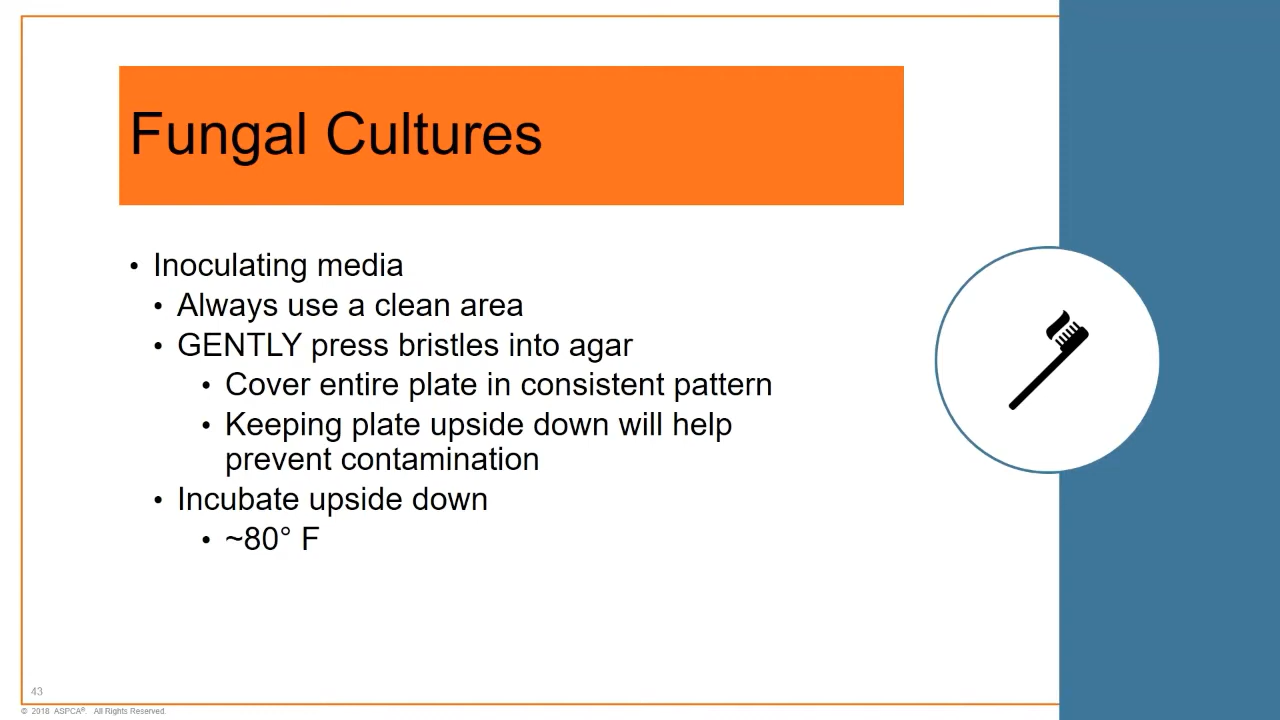 Fungal Cultures
• Inoculating media
• Always use a clean area
• GENTLY press bristles into agar
• Cover entire plate in consistent pattern
• Keeping plate upside down will help
prevent contamination
• Incubate upside down
• ~80° F
43
© 2018 ASPCA®. All Rights Reserved.